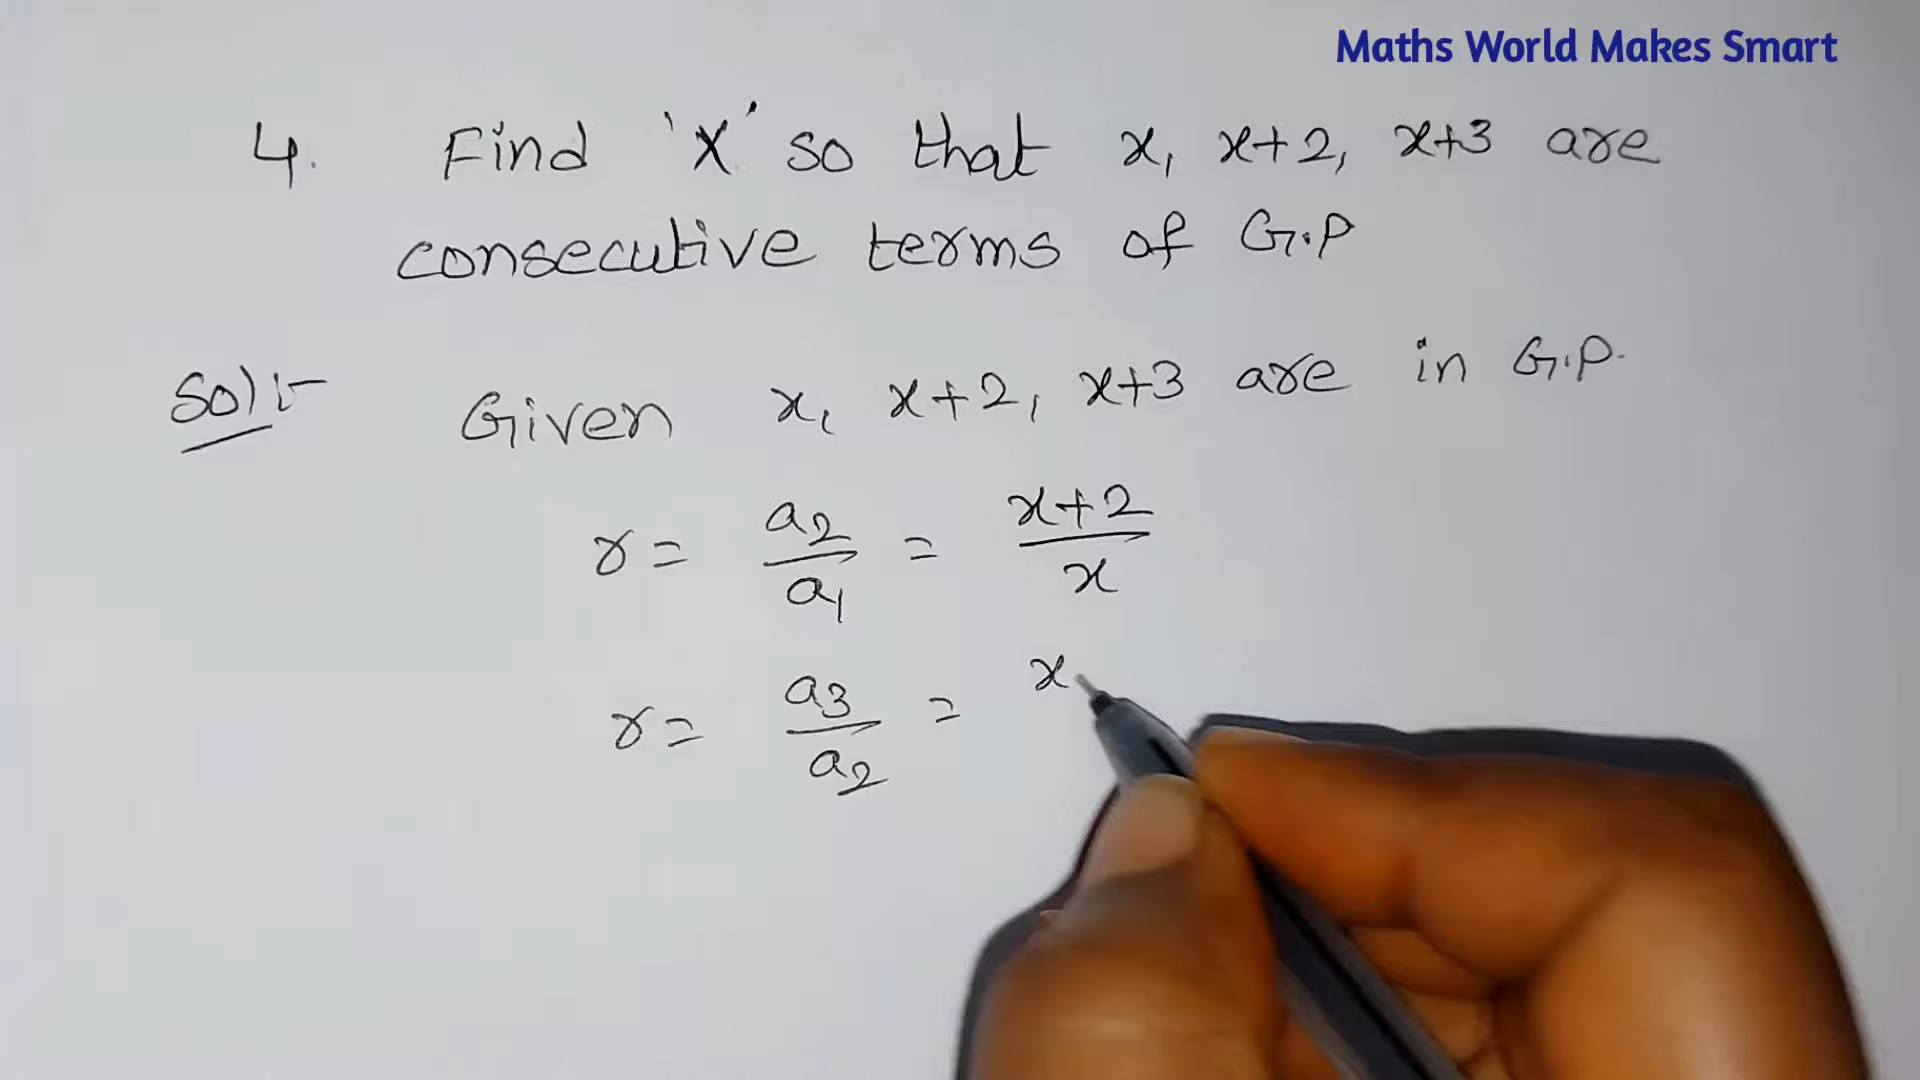 Maths World Makes Smart
4. Find 'X' so that x, x+2, x+3 are
consecutive terms of G.P
Sol:- Given x, x+2, x+3 are in G.P.
r = a2/a1 = x+2/x
r = a3/a2 = x